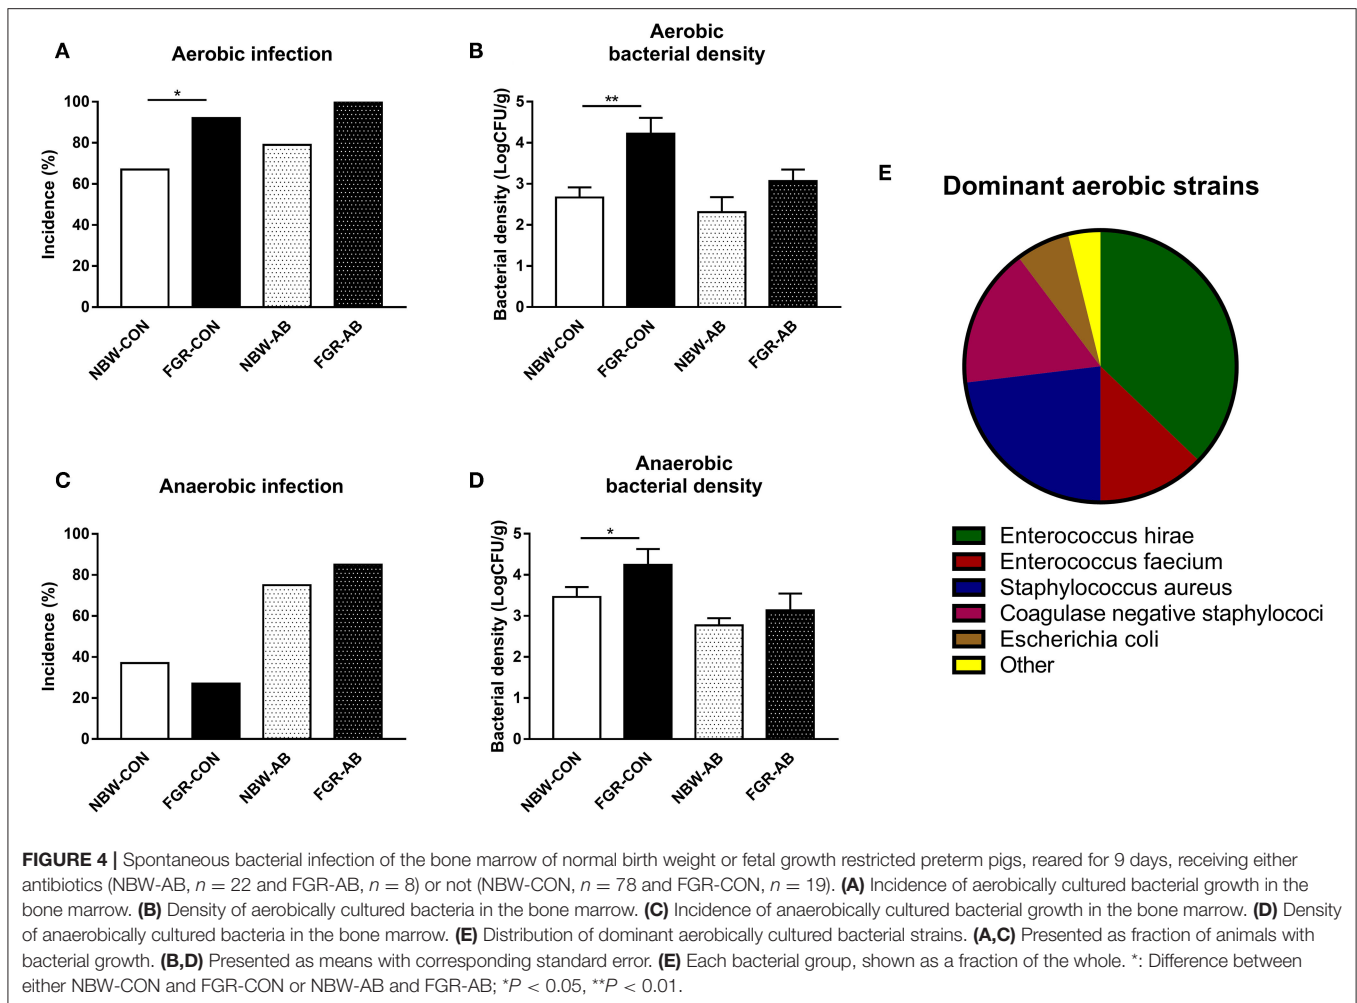 A
Aerobic infection
*
100
80
60
40
20
0
Incidence (%)
NBW-CON
FGR-CON
NBW-AB
FGR-AB
B
Aerobic
bacterial density
**
5
4
3
2
1
0
Bacterial density (LogCFU/g)
NBW-CON
FGR-CON
NBW-AB
FGR-AB
C
Anaerobic infection
100
80
60
40
20
0
Incidence (%)
NBW-CON
FGR-CON
NBW-AB
FGR-AB
D
Anaerobic
bacterial density
*
5
4
3
2
1
0
Bacterial density (LogCFU/g)
NBW-CON
FGR-CON
NBW-AB
FGR-AB
E
Dominant aerobic strains
Enterococcus hirae
Enterococcus faecium
Staphylococcus aureus
Coagulase negative staphylococi
Escherichia coli
Other
FIGURE 4 | Spontaneous bacterial infection of the bone marrow of normal birth weight or fetal growth restricted preterm pigs, reared for 9 days, receiving either
antibiotics (NBW-AB, n = 22 and FGR-AB, n = 8) or not (NBW-CON, n = 78 and FGR-CON, n = 19). (A) Incidence of aerobically cultured bacterial growth in the
bone marrow. (B) Density of aerobically cultured bacteria in the bone marrow. (C) Incidence of anaerobically cultured bacterial growth in the bone marrow. (D) Density
of anaerobically cultured bacteria in the bone marrow. (E) Distribution of dominant aerobically cultured bacterial strains. (A,C) Presented as fraction of animals with
bacterial growth. (B,D) Presented as means with corresponding standard error. (E) Each bacterial group, shown as a fraction of the whole. *: Difference between
either NBW-CON and FGR-CON or NBW-AB and FGR-AB; *P < 0.05, **P < 0.01.